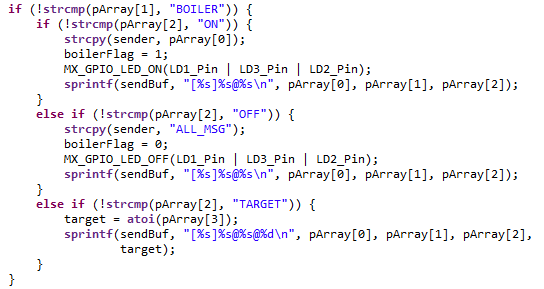 if (!strcmp(pArray[1], "BOILER")) {
if (!strcmp(pArray[2], "ON")) {
strcpy(sender, pArray[0]);
boilerFlag = 1;
MX_GPIO_LED_ON(LD1_Pin | LD3_Pin | LD2_Pin);
sprintf(sendBuf, "[%s]%s@%s\n", pArray[0], pArray[1], pArray[2]);
}
else if (!strcmp(pArray[2], "OFF")) {
strcpy(sender, "ALL_MSG");
boilerFlag = 0;
MX_GPIO_LED_OFF(LD1_Pin | LD3_Pin | LD2_Pin);
sprintf(sendBuf, "[%s]%s@%s\n", pArray[0], pArray[1], pArray[2]);
}
else if (!strcmp(pArray[2], "TARGET")) {
target = atoi(pArray[3]);
sprintf(sendBuf, "[%s]%s@%s@%d\n", pArray[0], pArray[1], pArray[2],
target);
}
}